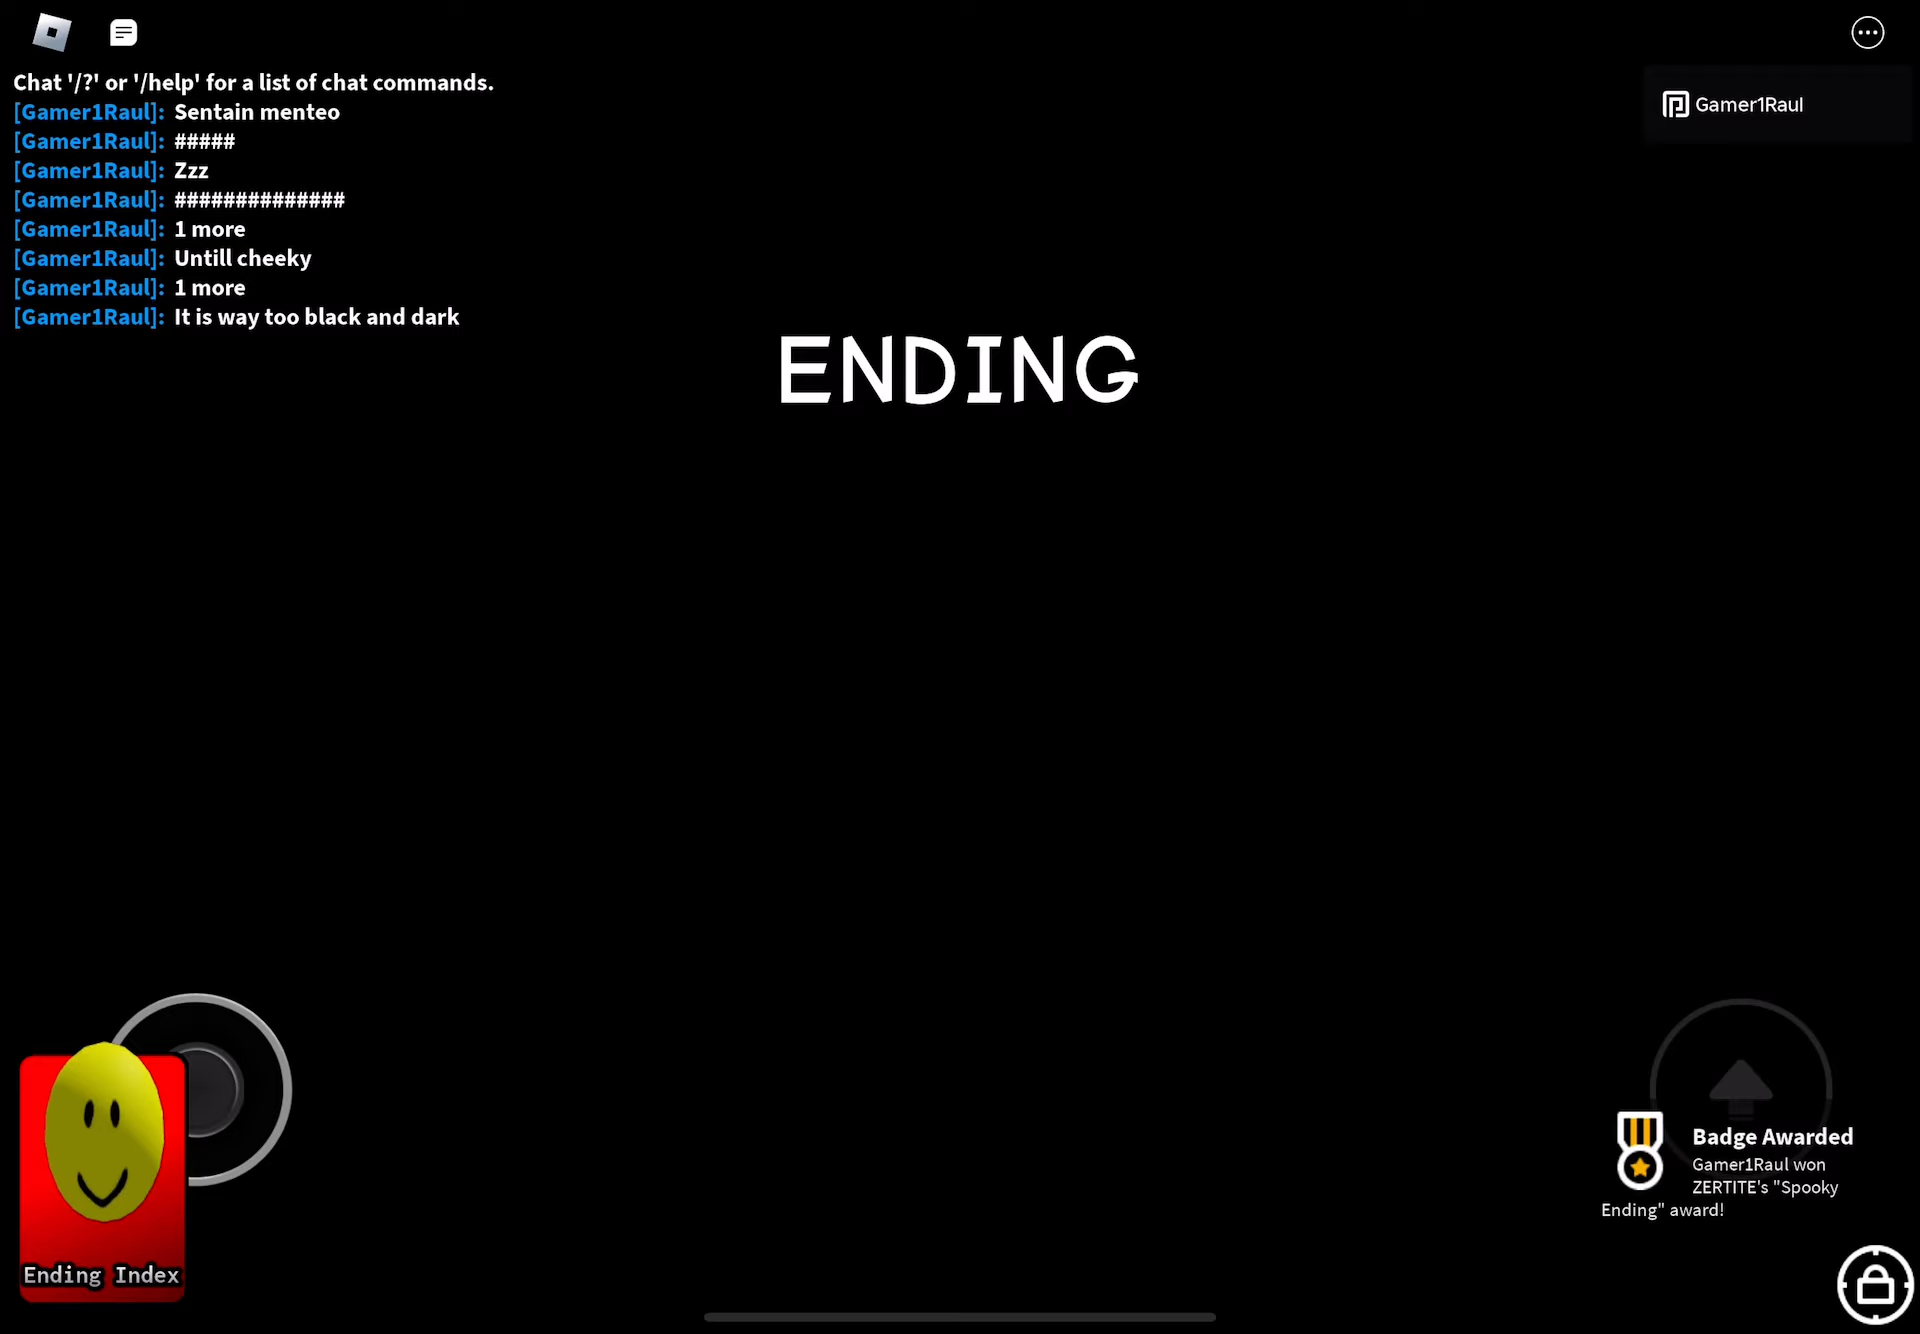 Chat '/?' or '/help' for a list of chat commands.
[Gamer1Raul]: Sentain menteo
[Gamer1Raul]: #####
[Gamer1Raul]: Zzz
[Gamer1Raul]: ##############
[Gamer1Raul]: 1 more
[Gamer1Raul]: Untill cheeky
[Gamer1Raul]: 1 more
[Gamer1Raul]: It is way too black and dark
Gamer1Raul
ENDING
Ending Index
Badge Awarded
Gamer1Raul won
ZERTITE's "Spooky
Ending" award!